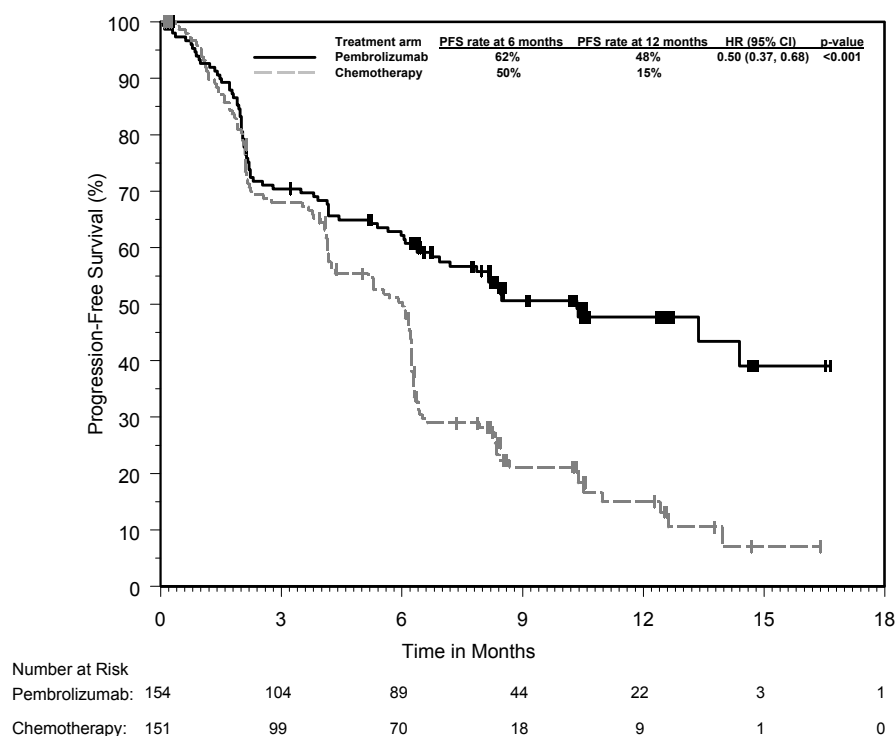 Treatment arm PFS rate at 6 months PFS rate at 12 months HR (95% CI) p-value
Pembrolizumab 62% 48% 0.50 (0.37, 0.68) <0.001
Chemotherapy 50% 15%
Progression-Free Survival (%)
100
90
80
70
60
50
40
30
20
10
0
0 3 6 9 12 15 18
Time in Months
Number at Risk
Pembrolizumab: 154 104 89 44 22 3 1
Chemotherapy: 151 99 70 18 9 1 0